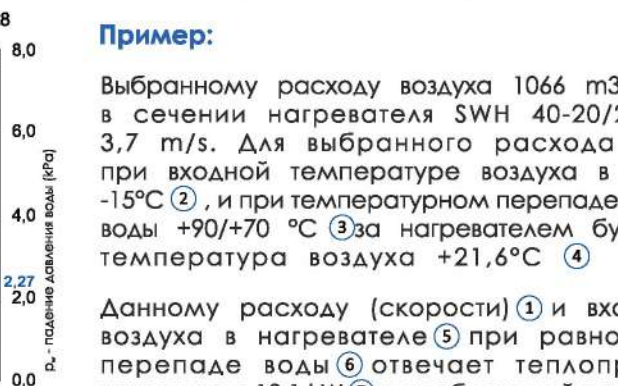 8
8,0
6,0
4,0
2,27
2,0
0,0
pw - падение давления воды (kPa)
Пример:
Выбранному расходу воздуха 1066 m3
в сечении нагревателя SWH 40-20/
3,7 m/s. Для выбранного расхода
при входной температуре воздуха в
-15°C ②, и при температурном перепаде
воды +90/+70 °C ③за нагревателем бу
температура воздуха +21,6°C ④
Данному расходу (скорости) ① и вхо
воздуха в нагревателе ⑤ при равно
перепаде воды ⑥ отвечает теплопр